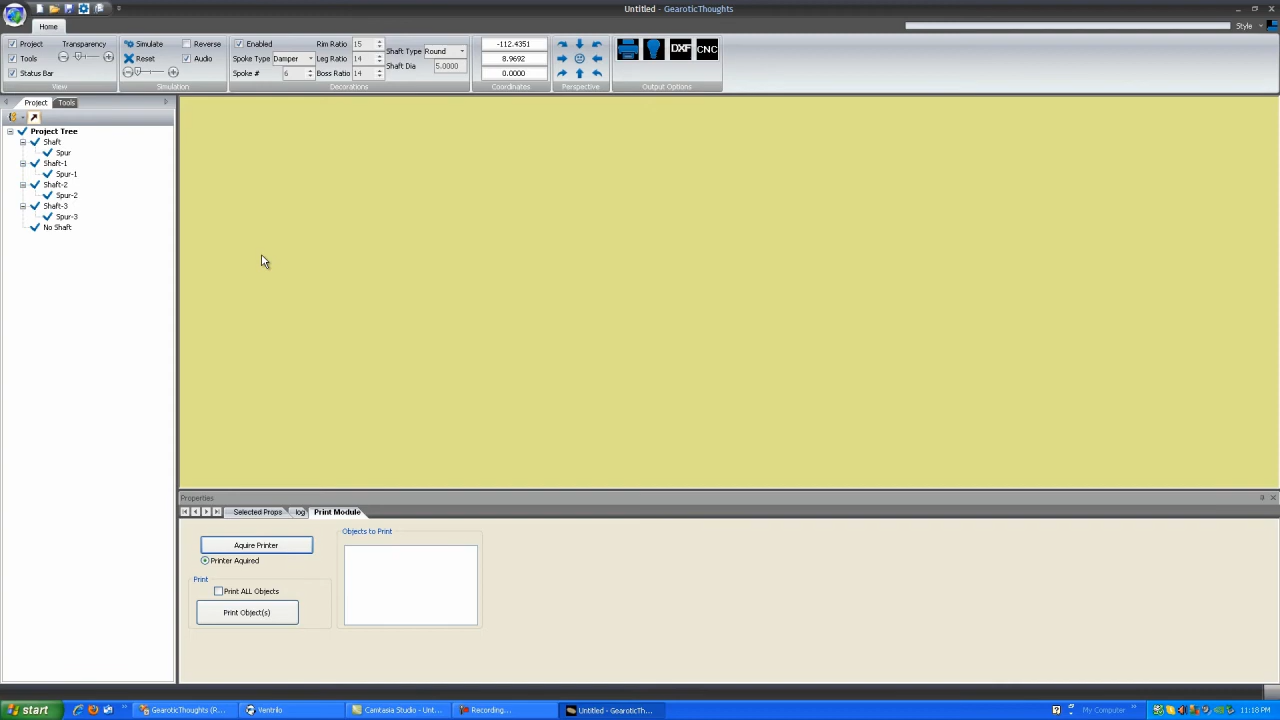 Untitled - GearoticThoughts
Home
Style
Project
Transparency
Tools
Status Bar
View
Simulate
Reverse
Reset
Audio
Simulation
Enabled
Rim Ratio 15
Spoke Type Damper
Leg Ratio 14
Spoke # 6
Boss Ratio 14
Shaft Type Round
Shaft Dia 5.0000
Decorations
-112.4351
8.9692
0.0000
Coordinates
Perspective
DXF
CNC
Output Options
Project
Tools
Project Tree
Shaft
Spur
Shaft-1
Spur-1
Shaft-2
Spur-2
Shaft-3
Spur-3
No Shaft
Properties
Selected Props
log
Print Module
Aquire Printer
Printer Aquired
Print
Print ALL Objects
Print Object(s)
Objects to Print
start
GearoticThoughts (R...
Ventrilo
Camtasia Studio - Unt...
Recording...
Untitled - GearoticTh...
My Computer
11:18 PM